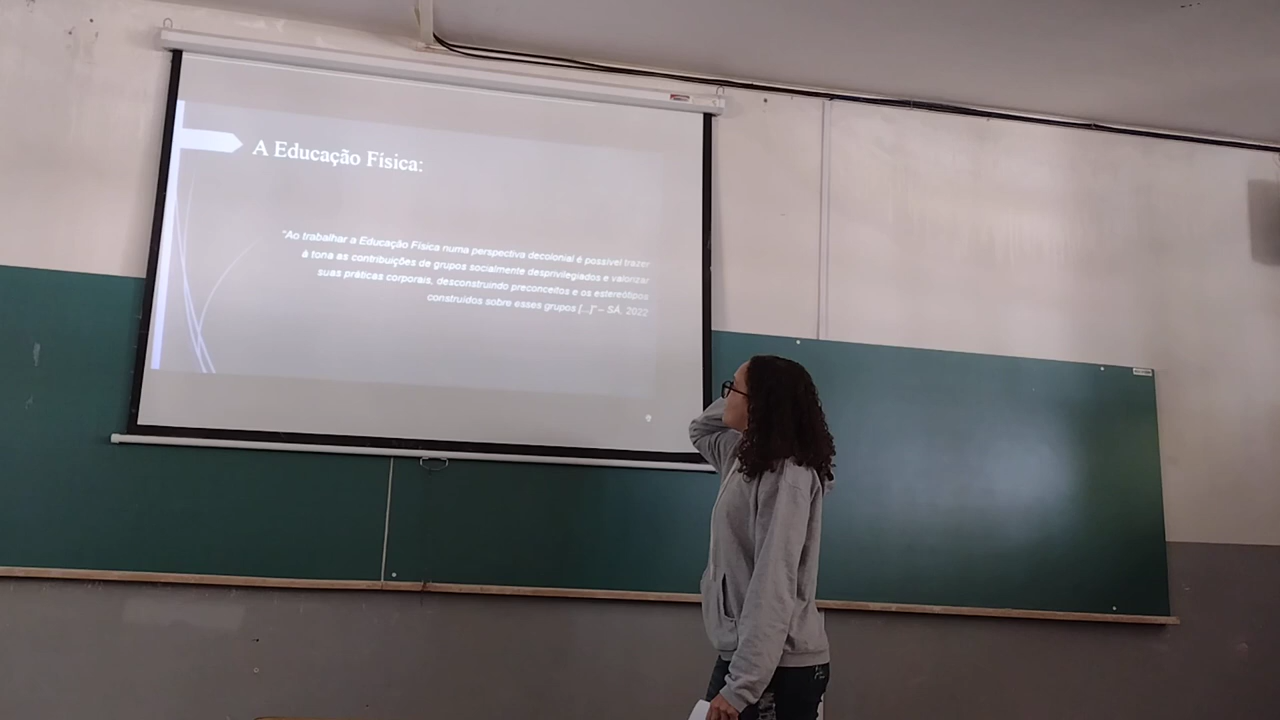 A Educação Física:
"Ao trabalhar a Educação Física numa perspectiva decolonial é possível trazer
à tona as contribuições de grupos socialmente desprivilegiados e valorizar
suas práticas corporais, desconstruindo preconceitos e os estereótipos
construídos sobre esses grupos [...]" – SÁ, 2022